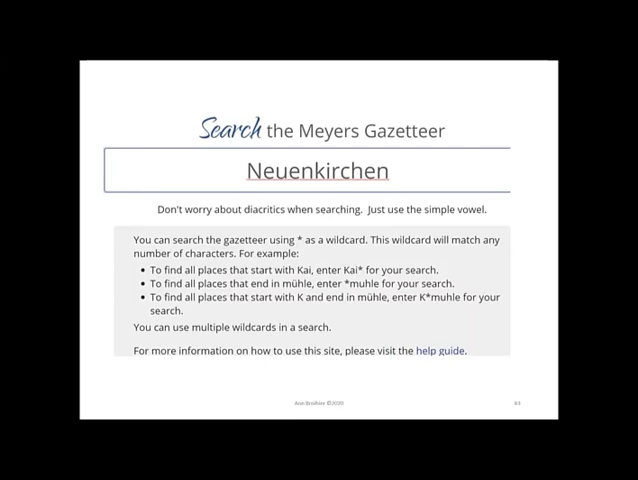 Search the Meyers Gazetteer
Neuenkirchen
Don't worry about diacritics when searching. Just use the simple vowel.
You can search the gazetteer using * as a wildcard. This wildcard will match any
number of characters. For example:
• To find all places that start with Kai, enter Kai* for your search.
• To find all places that end in mühle, enter *muhle for your search.
• To find all places that start with K and end in mühle, enter K*muhle for your
search.
You can use multiple wildcards in a search.
For more information on how to use this site, please visit the help guide.
©2020
63